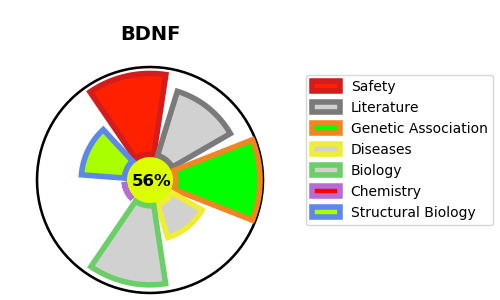 BDNF
56%
Safety
Literature
Genetic Association
Diseases
Biology
Chemistry
Structural Biology